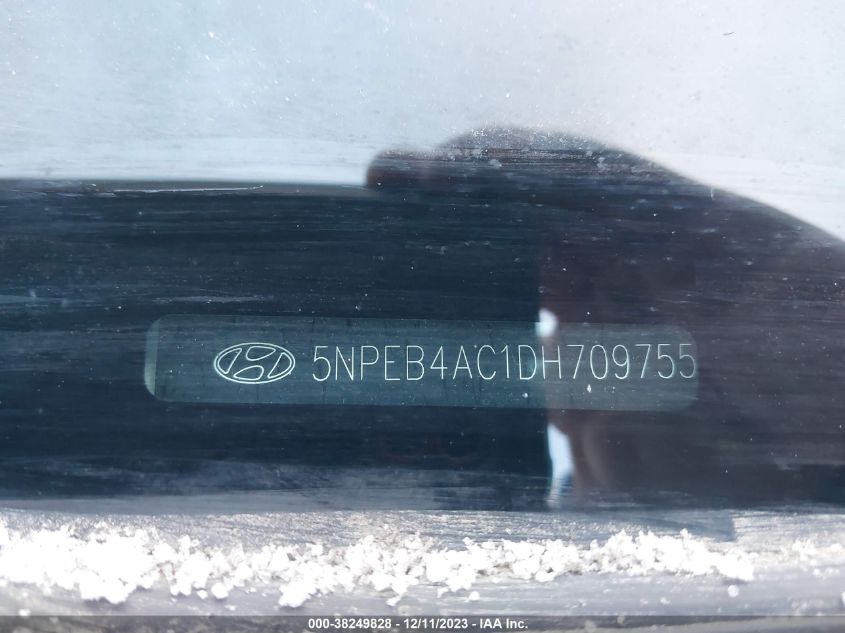 5NPEB4AC1DH709755
000-38249828 - 12/11/2023 - IAA Inc.